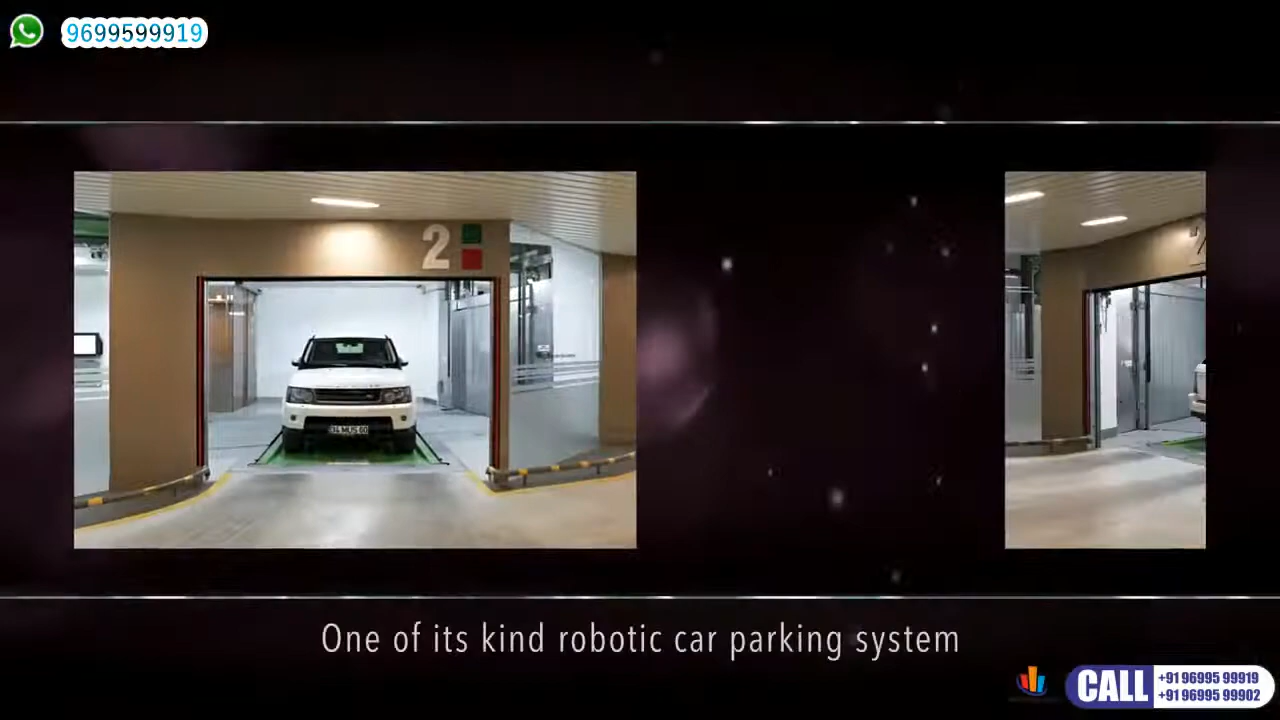 9699599919
2
One of its kind robotic car parking system
CALL
+91 96995 99919
+91 96995 99902